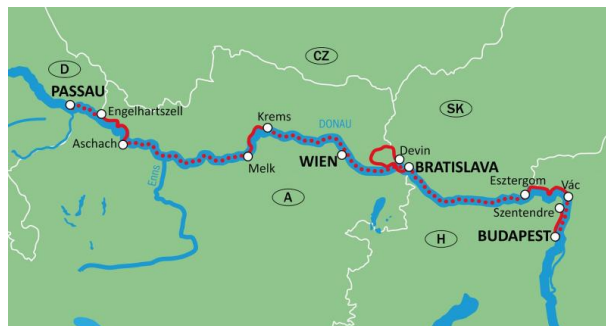 CZ
D
PASSAU
Engelhartszell
SK
Krems
DONAU
Aschach
Devin
WIEN
BRATISLAVA
Melk
Enns
Esztergom
Vác
A
Szentendre
H
BUDAPEST